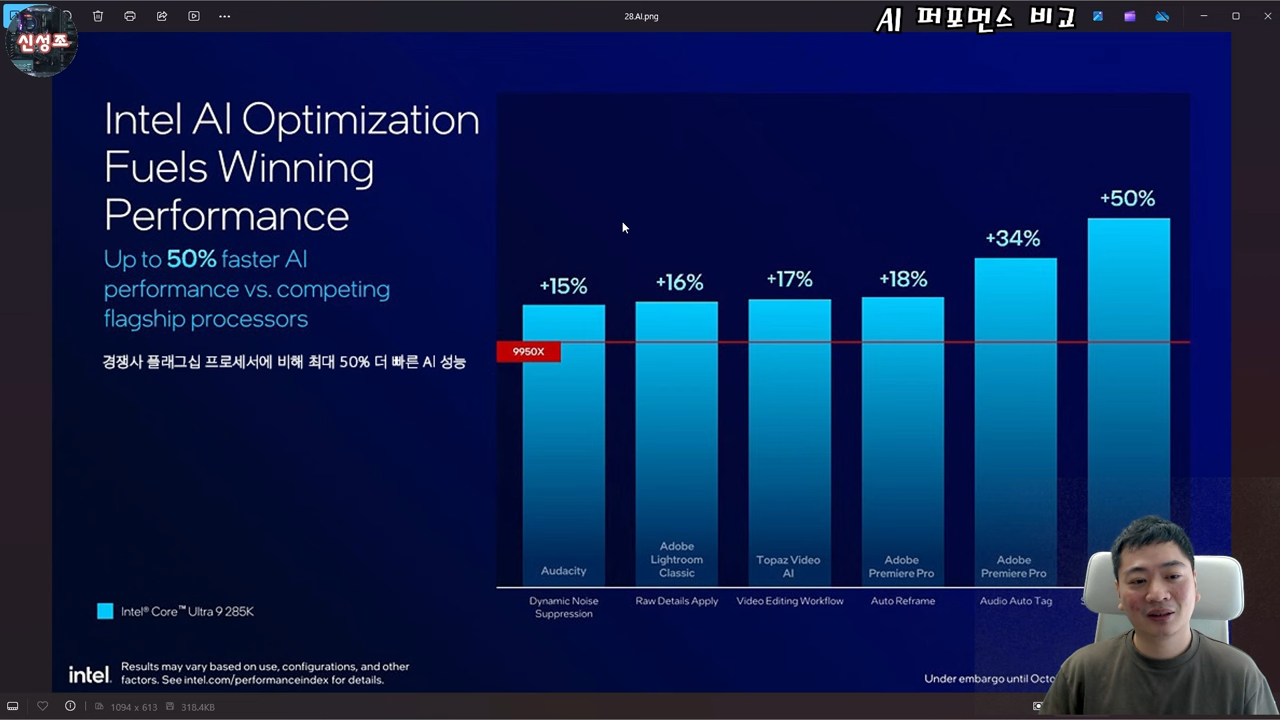 28.AI.png
AI 퍼포먼스 비교
신성조
Intel AI Optimization
Fuels Winning
Performance
Up to 50% faster AI
performance vs. competing
flagship processors
경쟁사 플래그십 프로세서에 비해 최대 50% 더 빠른 AI 성능
+15%
+16%
+17%
+18%
+34%
+50%
9950X
Audacity
Adobe
Lightroom
Classic
Topaz Video
AI
Adobe
Premiere Pro
Adobe
Premiere Pro
Dynamic Noise
Suppression
Raw Details Apply
Video Editing Workflow
Auto Reframe
Audio Auto Tag
Intel® Core™ Ultra 9 285K
intel.
Results may vary based on use, configurations, and other
factors. See intel.com/performanceindex for details.
Under embargo until
1094 x 613
318.4KB